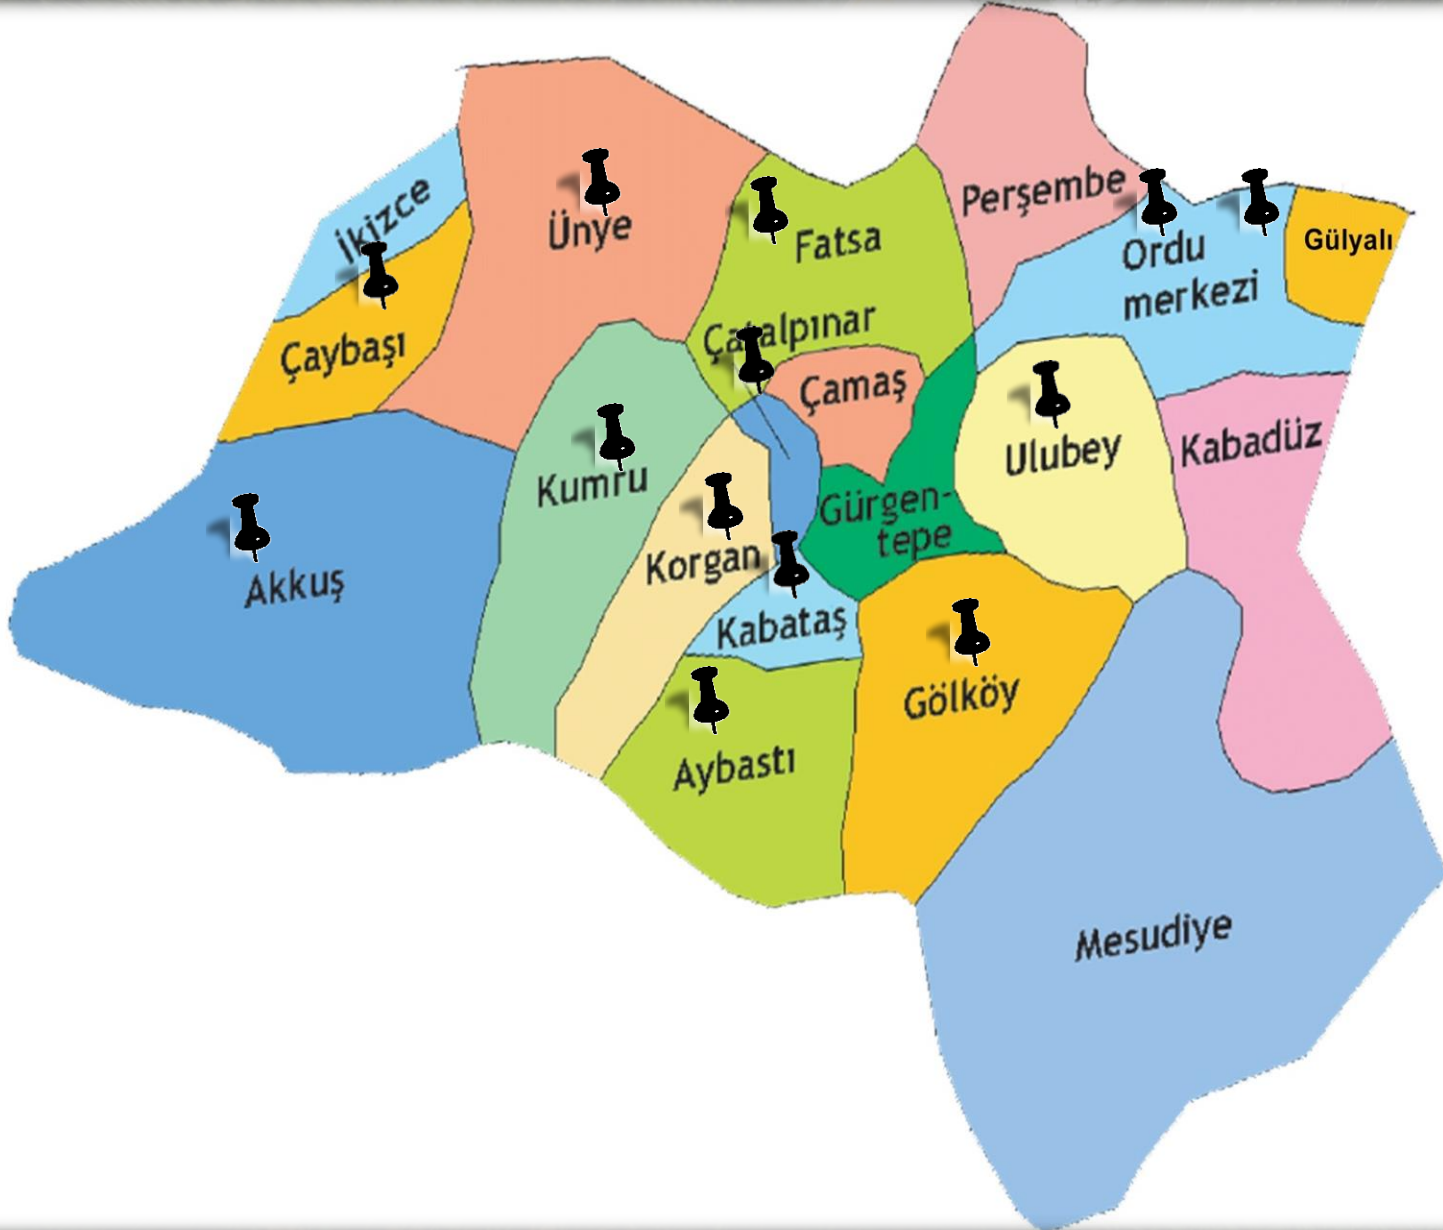 Perşembe
İkizce
Ünye
Fatsa
Ordu
merkezi
Gülyalı
Çaybaşı
Çatalpınar
Çamaş
Ulubey
Kabadüz
Kumru
Gürgen-
tepe
Korgan
Akkuş
Kabataş
Gölköy
Aybastı
Mesudiye